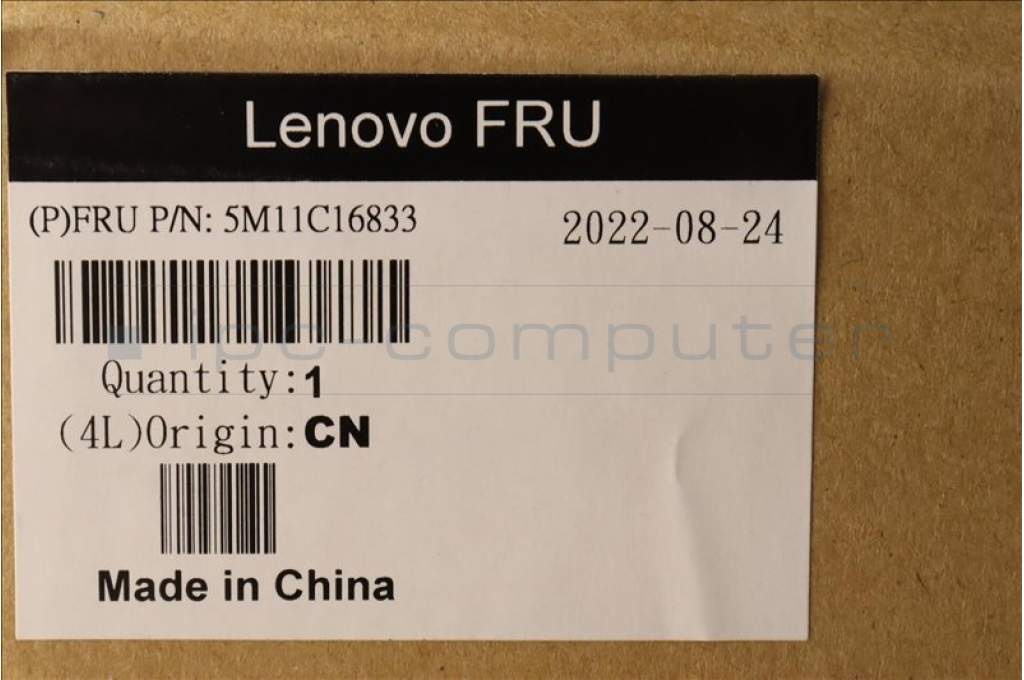 Lenovo FRU
(P)FRU P/N: 5M11C16833
2022-08-24
ipc-computer
Quantity:1
(4L)Origin:CN
Made in China